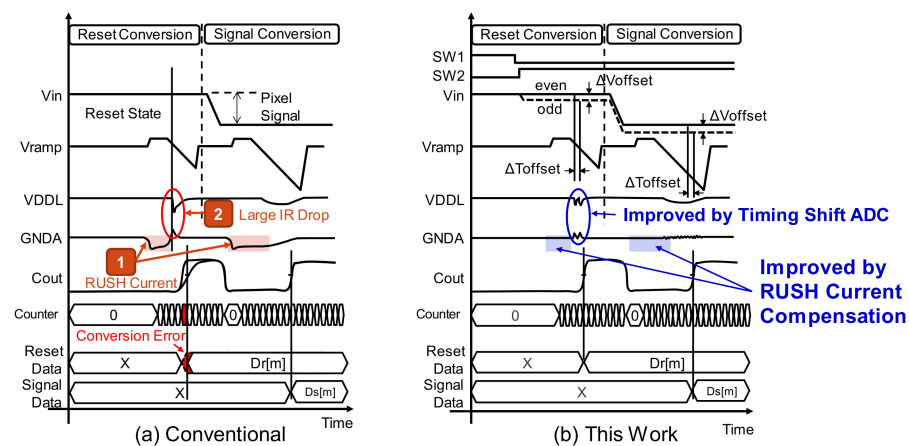 Reset Conversion
Signal Conversion
Vin
Reset State
Pixel
Signal
Vramp
VDDL
2
Large IR Drop
GNDA
1
RUSH Current
Cout
Counter
0
0
Conversion Error
Reset
Data
X
Dr[m]
Signal
Data
X
Ds[m]
Time
(a) Conventional
Reset Conversion
Signal Conversion
SW1
SW2
Vin
even
odd
ΔVoffset
ΔVoffset
Vramp
ΔToffset
ΔToffset
VDDL
Improved by Timing Shift ADC
GNDA
Improved by
RUSH Current
Compensation
Cout
Counter
0
0
Reset
Data
X
Dr[m]
Signal
Data
X
Ds[m]
Time
(b) This Work